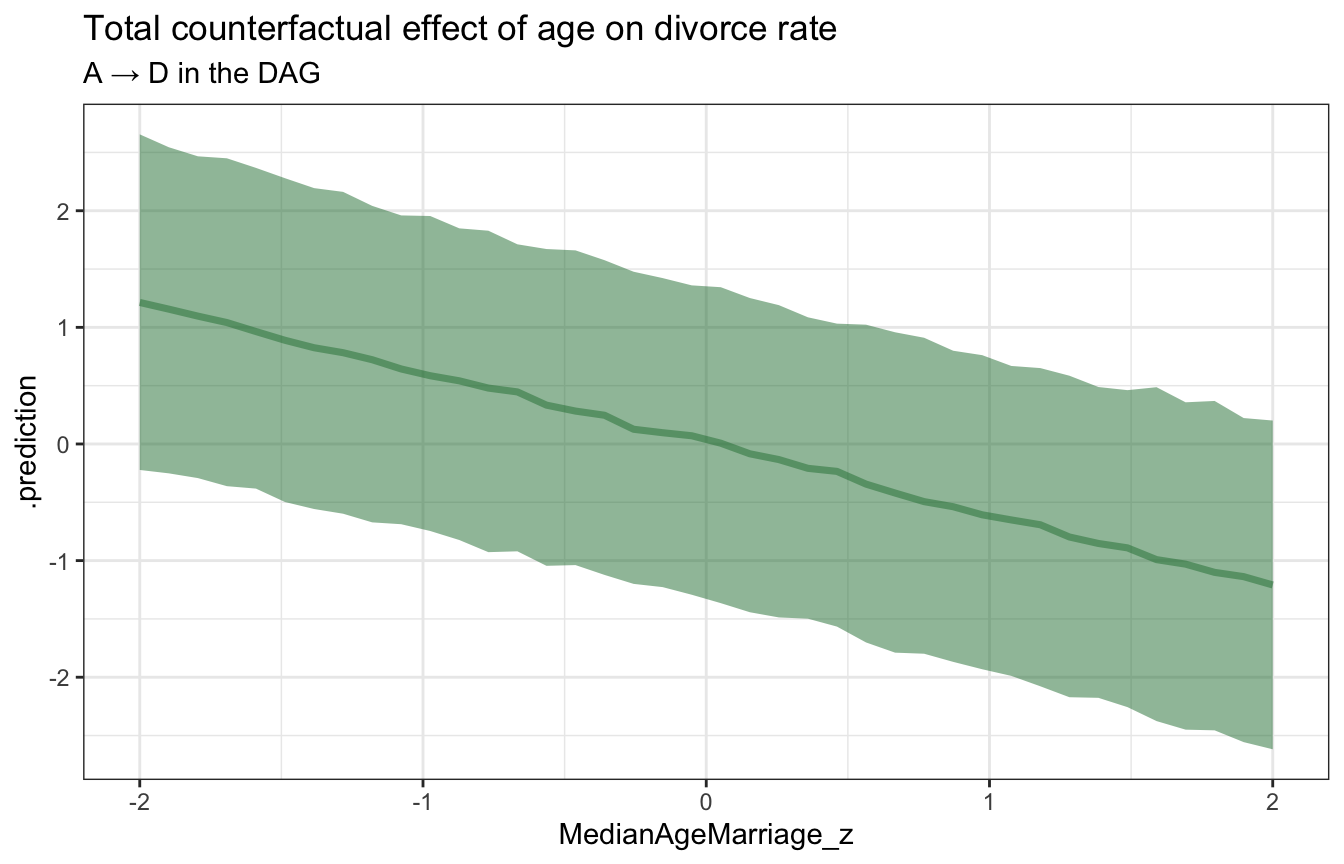 Total counterfactual effect of age on divorce rate
A → D in the DAG
.prediction
2
1
0
-1
-2
-2
-1
0
1
2
MedianAgeMarriage_z